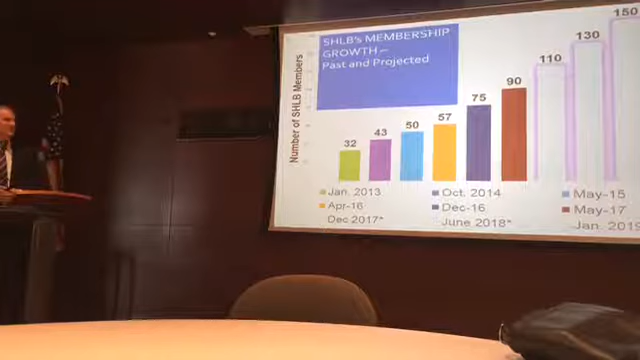 SHLB's MEMBERSHIP
GROWTH –
Past and Projected
Number of SHLB Members
32
43
50
57
75
90
110
130
150
Jan. 2013
Oct. 2014
May-15
Apr-16
Dec-16
May-17
Dec 2017*
June 2018*
Jan. 2019